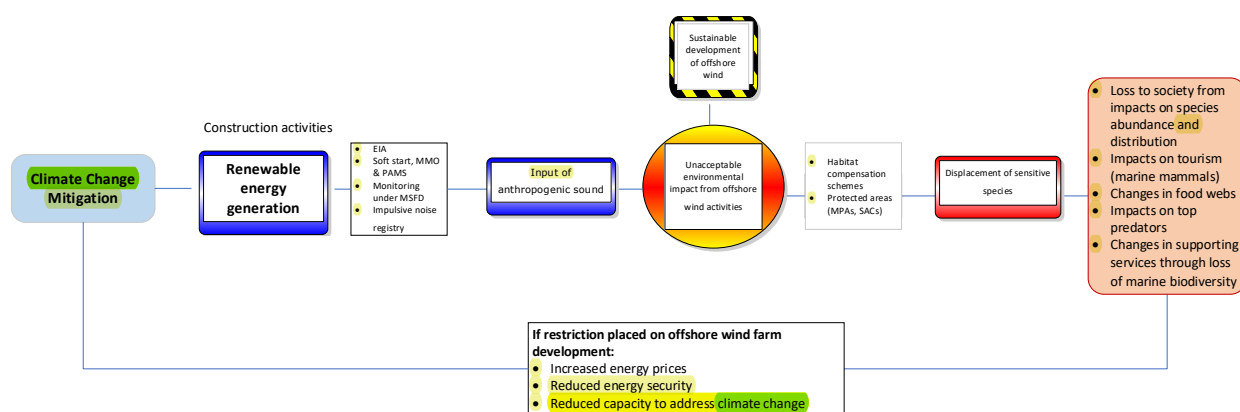 Sustainable
development
of offshore
wind
Construction activities
Climate Change
Mitigation
Renewable
energy
generation
• EIA
• Soft start, MMO
& PAMS
• Monitoring
under MSFD
• Impulsive noise
registry
Input of
anthropogenic sound
Unacceptable
environmental
impact from offshore
wind activities
• Habitat
compensation
schemes
• Protected areas
(MPAs, SACs)
Displacement of sensitive
species
• Loss to society from
impacts on species
abundance and
distribution
• Impacts on tourism
(marine mammals)
• Changes in food webs
• Impacts on top
predators
• Changes in supporting
services through loss
of marine biodiversity
If restriction placed on offshore wind farm
development:
• Increased energy prices
• Reduced energy security
• Reduced capacity to address climate change